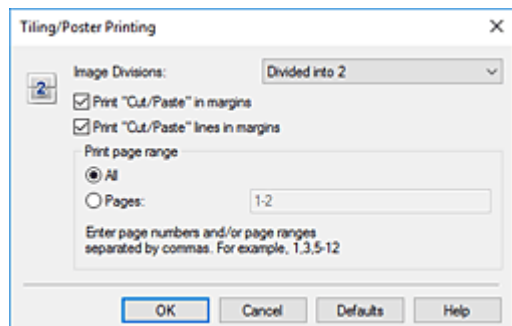 Tiling/Poster Printing
Image Divisions: Divided into 2
2
Print "Cut/Paste" in margins
Print "Cut/Paste" lines in margins
Print page range
All
Pages: 1-2
Enter page numbers and/or page ranges
separated by commas. For example, 1,3,5-12
OK Cancel Defaults Help